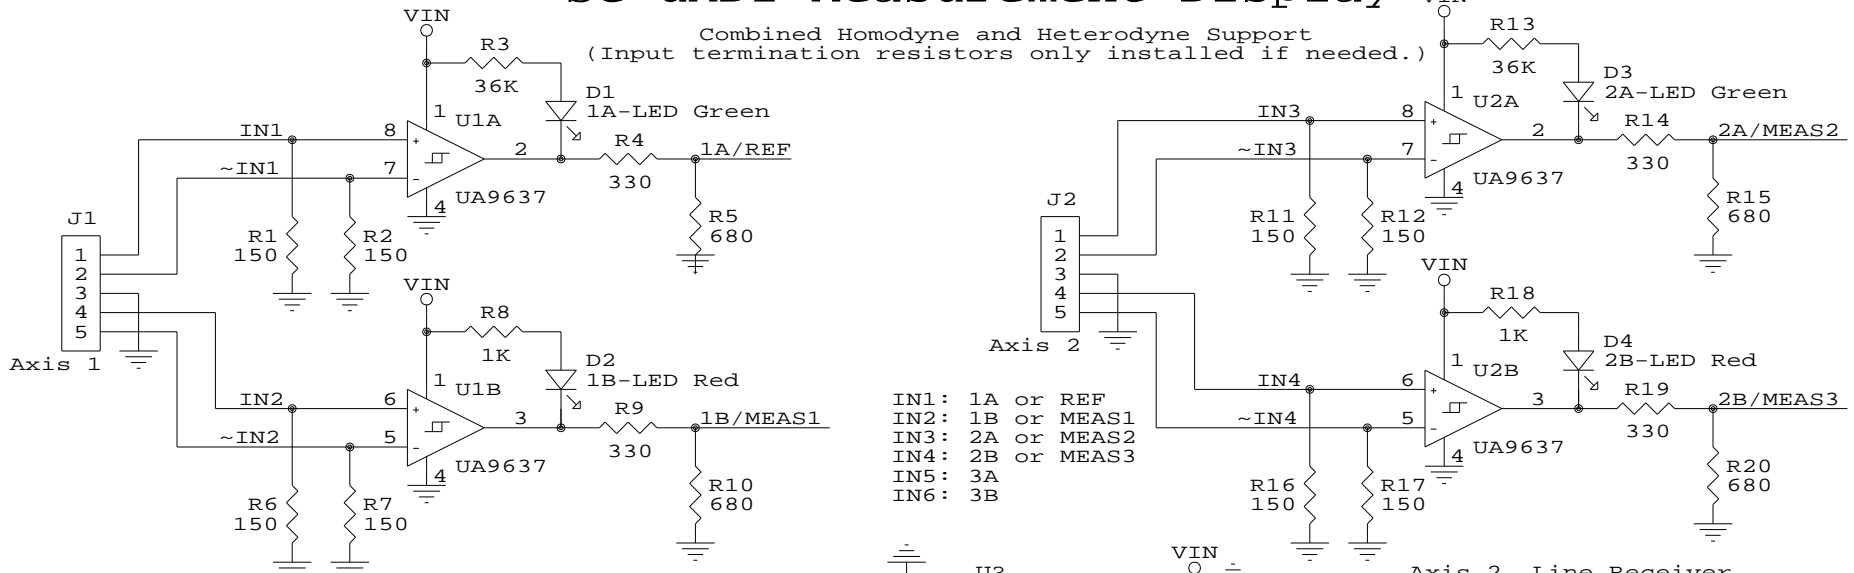 Combined Homodyne and Heterodyne Support
(Input termination resistors only installed if needed.)
VIN
R3
36K
D1
1A-LED Green
1
U1A
IN1
8
+
~IN1
7
-
2
R4
330
1A/REF
UA9637
4
R5
680
J1
1
2
3
4
5
Axis 1
R1
150
R2
150
VIN
R8
1K
D2
1B-LED Red
1
U1B
IN2
6
+
~IN2
5
-
3
R9
330
1B/MEAS1
UA9637
4
R10
680
R6
150
R7
150
IN1: 1A or REF
IN2: 1B or MEAS1
IN3: 2A or MEAS2
IN4: 2B or MEAS3
IN5: 3A
IN6: 3B
VIN
R13
36K
D3
2A-LED Green
1
U2A
IN3
8
+
~IN3
7
-
2
R14
330
2A/MEAS2
UA9637
4
R15
680
J2
1
2
3
4
5
Axis 2
R11
150
R12
150
VIN
R18
1K
D4
2B-LED Red
1
U2B
IN4
6
+
~IN4
5
-
3
R19
330
2B/MEAS3
UA9637
4
R20
680
R16
150
R17
150
VIN